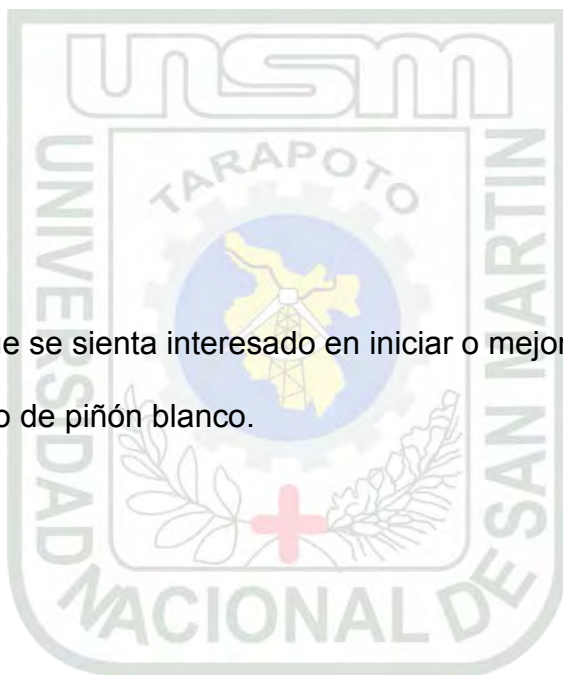 unsm
TARAPOTO
UNIVERSIDAD
NACIONAL DE
SAN MARTIN
e se sienta interesado en iniciar o mejor
o de piñón blanco.